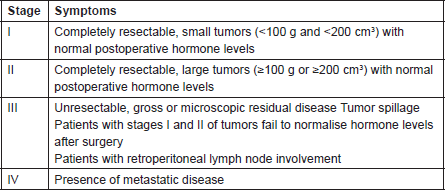 Stage Symptoms
I Completely resectable, small tumors (<100 g and <200 cm³) with
normal postoperative hormone levels
II Completely resectable, large tumors (≥100 g or ≥200 cm³) with normal
postoperative hormone levels
III Unresectable, gross or microscopic residual disease Tumor spillage
Patients with stages I and II of tumors fail to normalise hormone levels
after surgery
Patients with retroperitoneal lymph node involvement
IV Presence of metastatic disease